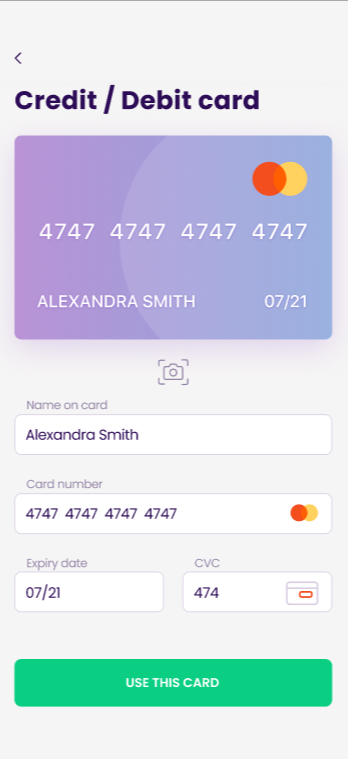 Credit / Debit card
4747 4747 4747 4747
ALEXANDRA SMITH 07/21
Name on card
Alexandra Smith
Card number
4747 4747 4747 4747
Expiry date CVC
07/21 474
USE THIS CARD